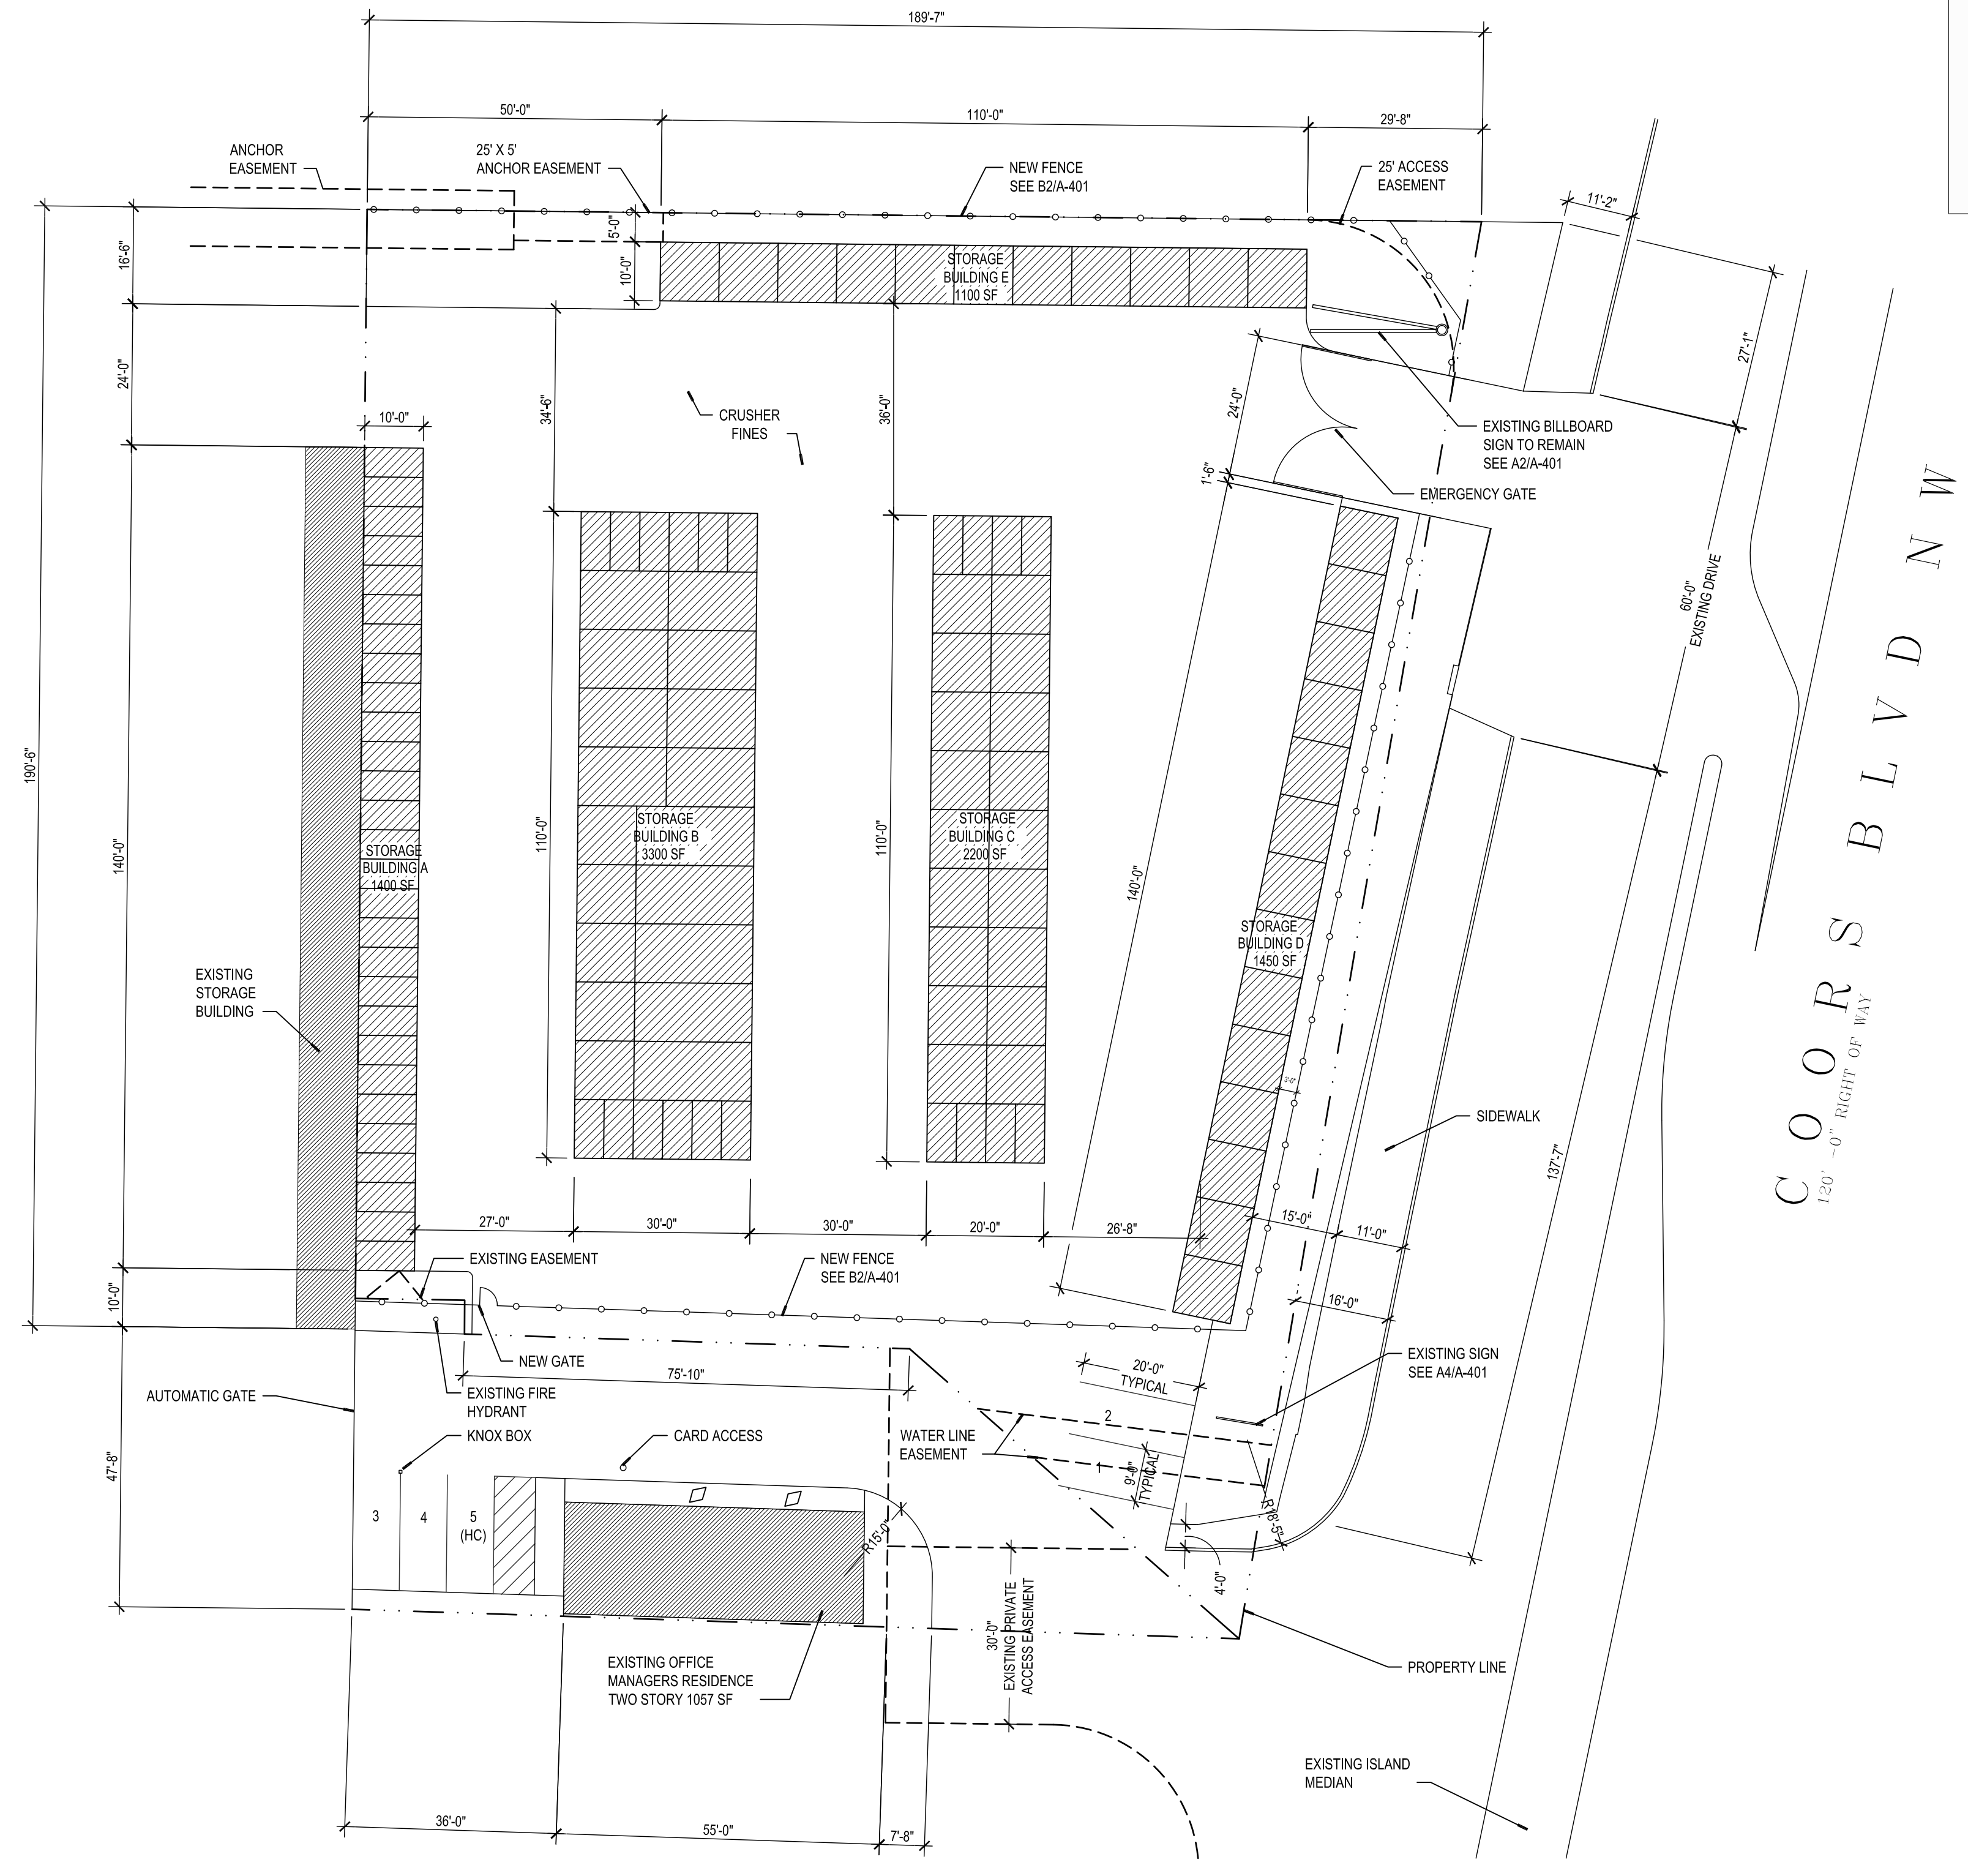 189'-7"
50'-0"
110'-0"
29'-8"
ANCHOR
EASEMENT
25' X 5'
ANCHOR EASEMENT
NEW FENCE
SEE B2/A-401
25' ACCESS
EASEMENT
11'-2"
16'-6"
5'-0"
10'-0"
STORAGE
BUILDING E
1100 SF
27'-1"
24'-0"
34'-6"
36'-0"
10'-0"
CRUSHER
FINES
24'-0"
1'-6"
EXISTING BILLBOARD
SIGN TO REMAIN
SEE A2/A-401
EMERGENCY GATE
60'-0"
EXISTING DRIVE
COORS BLVD NW
120' -0" RIGHT OF WAY
190'-6"
140'-0"
110'-0"
110'-0"
140'-0"
STORAGE
BUILDING A
1400 SF
STORAGE
BUILDING B
3300 SF
STORAGE
BUILDING C
2200 SF
STORAGE
BUILDING D
1450 SF
EXISTING
STORAGE
BUILDING
3'-0"
SIDEWALK
137'-7"
27'-0"
30'-0"
30'-0"
20'-0"
26'-8"
15'-0"
11'-0"
16'-0"
10'-0"
EXISTING EASEMENT
NEW FENCE
SEE B2/A-401
NEW GATE
75'-10"
20'-0"
TYPICAL
EXISTING SIGN
SEE A4/A-401
AUTOMATIC GATE
EXISTING FIRE
HYDRANT
KNOX BOX
CARD ACCESS
WATER LINE
EASEMENT
2
1
9'-0"
TYPICAL
47'-8"
3
4
5
(HC)
R15'-0"
R18'-5"
4'-0"
30'-0"
EXISTING PRIVATE
ACCESS EASEMENT
EXISTING OFFICE
MANAGERS RESIDENCE
TWO STORY 1057 SF
PROPERTY LINE
EXISTING ISLAND
MEDIAN
36'-0"
55'-0"
7'-8"